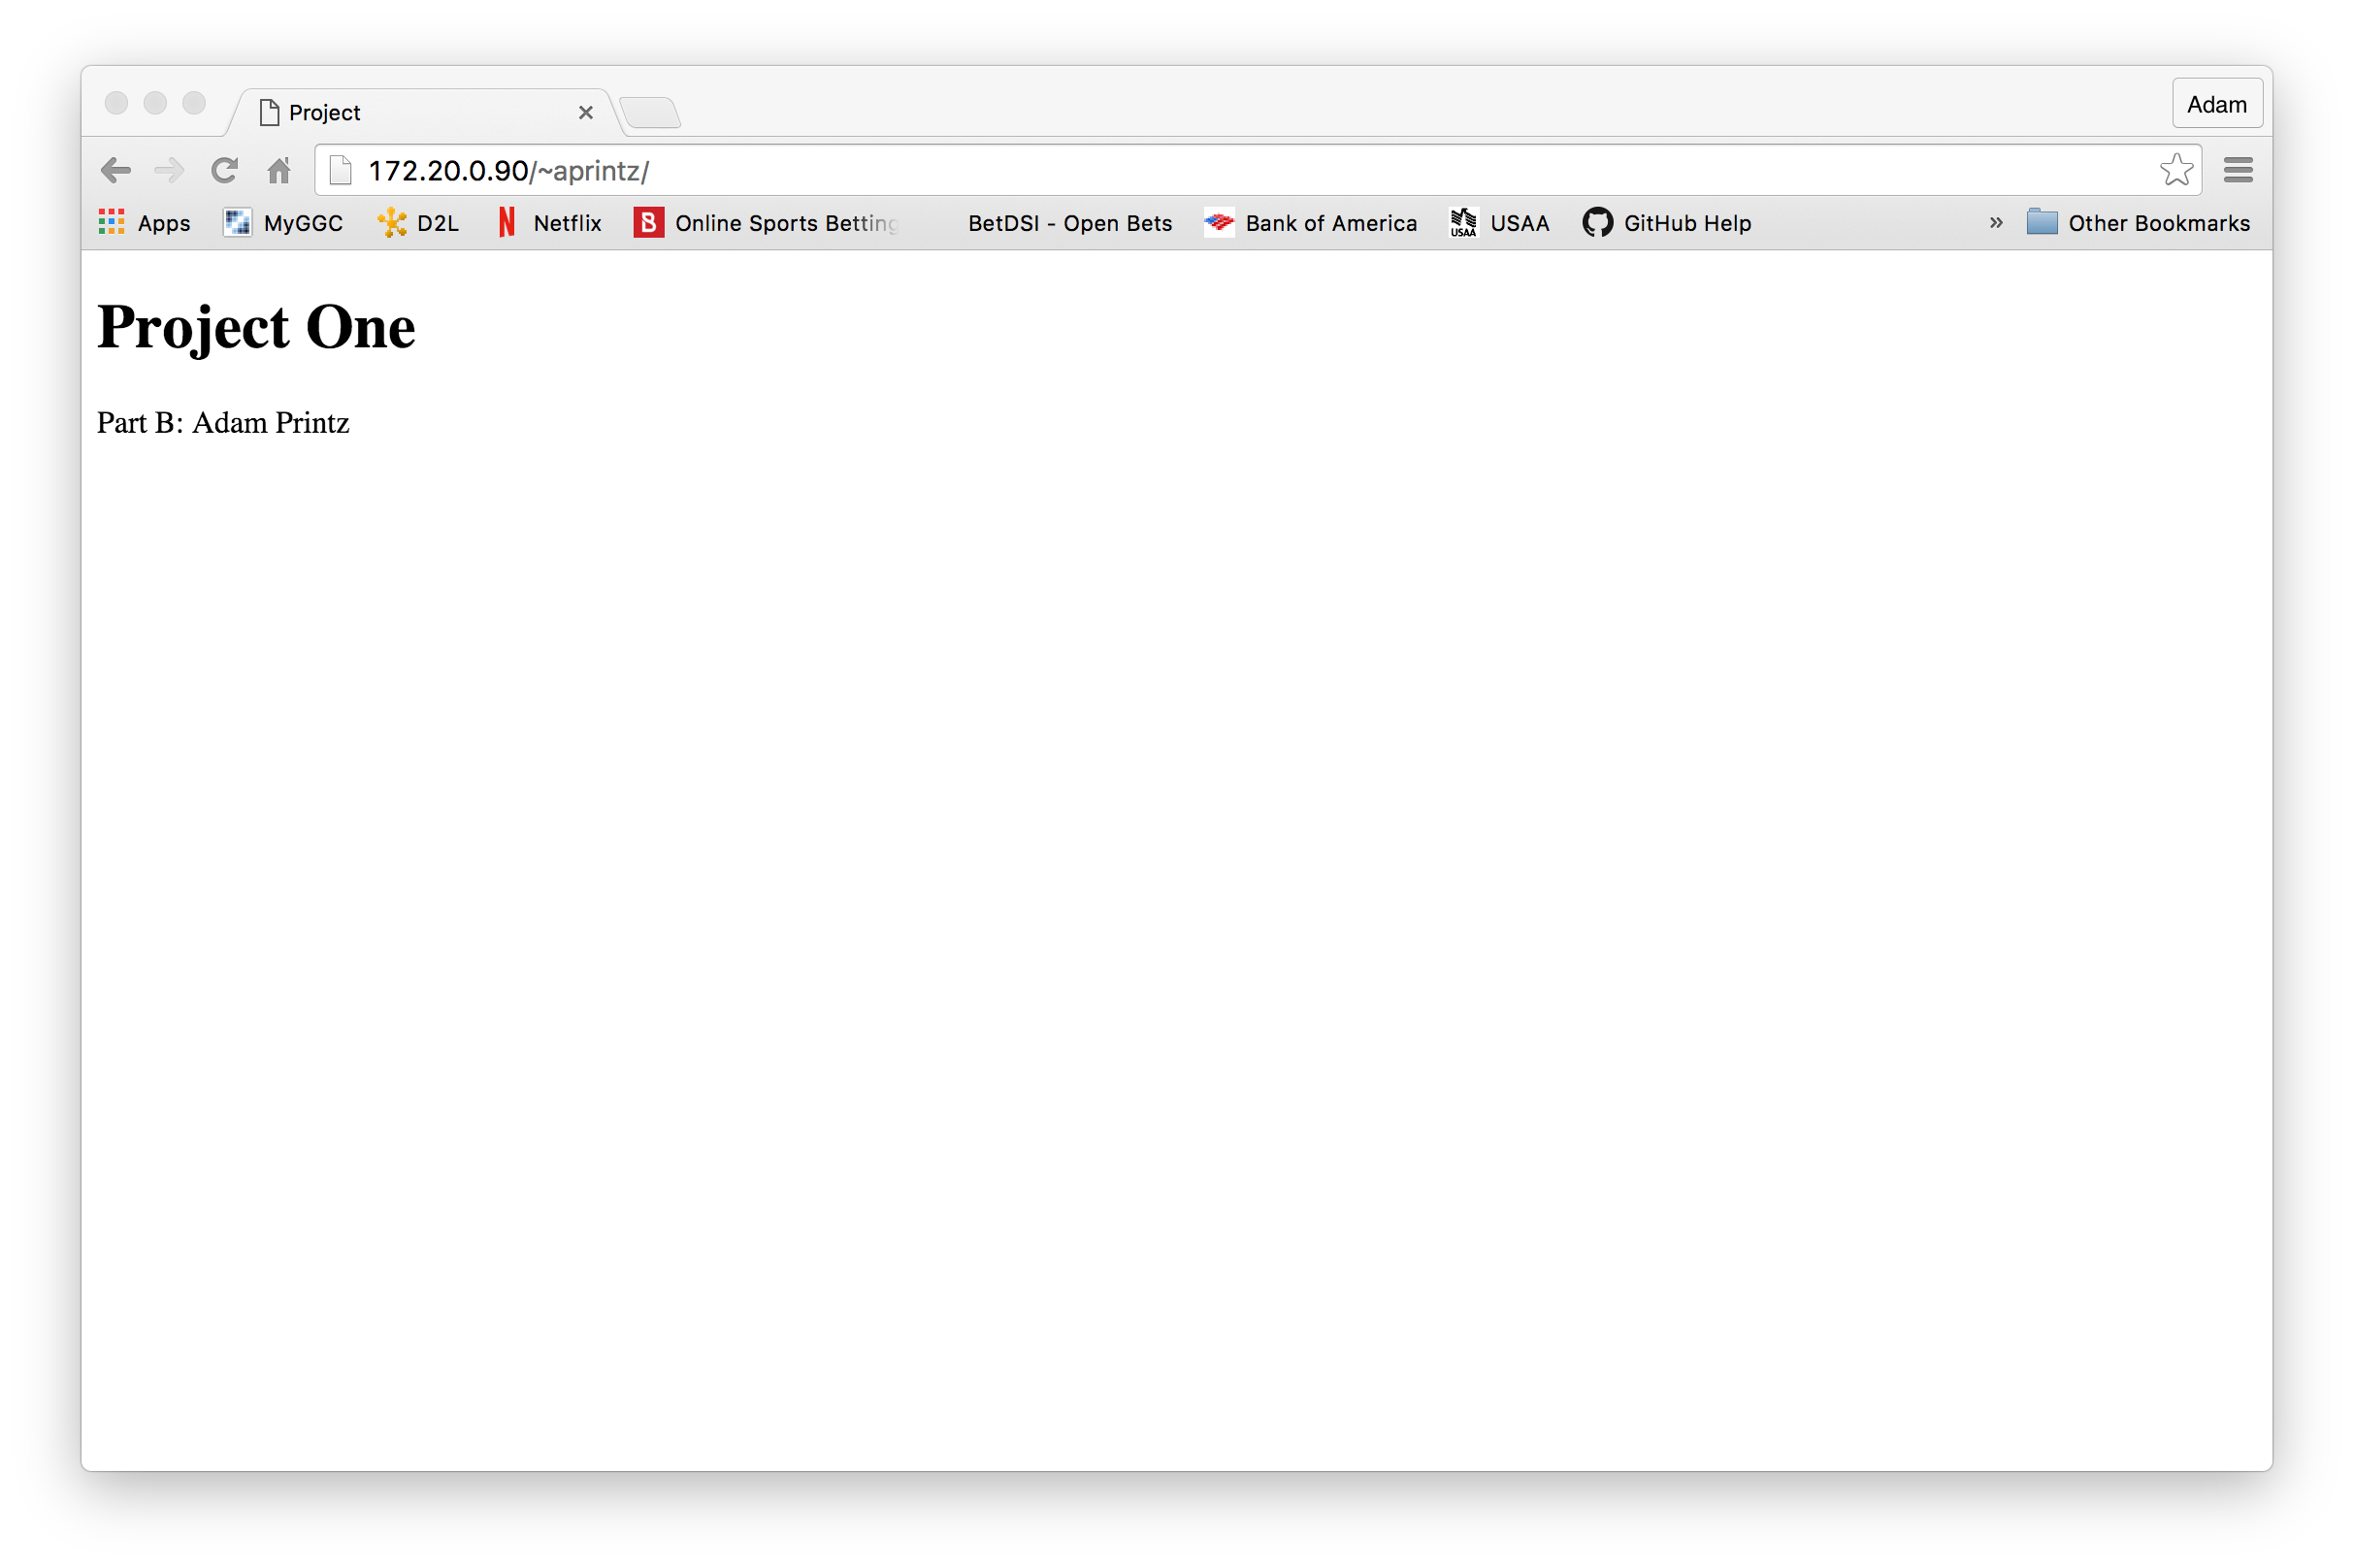 Project
Adam
172.20.0.90/~aprintz/
Apps MyGGC D2L Netflix Online Sports Betting BetDSI - Open Bets Bank of America USAA GitHub Help » Other Bookmarks
Project One
Part B: Adam Printz